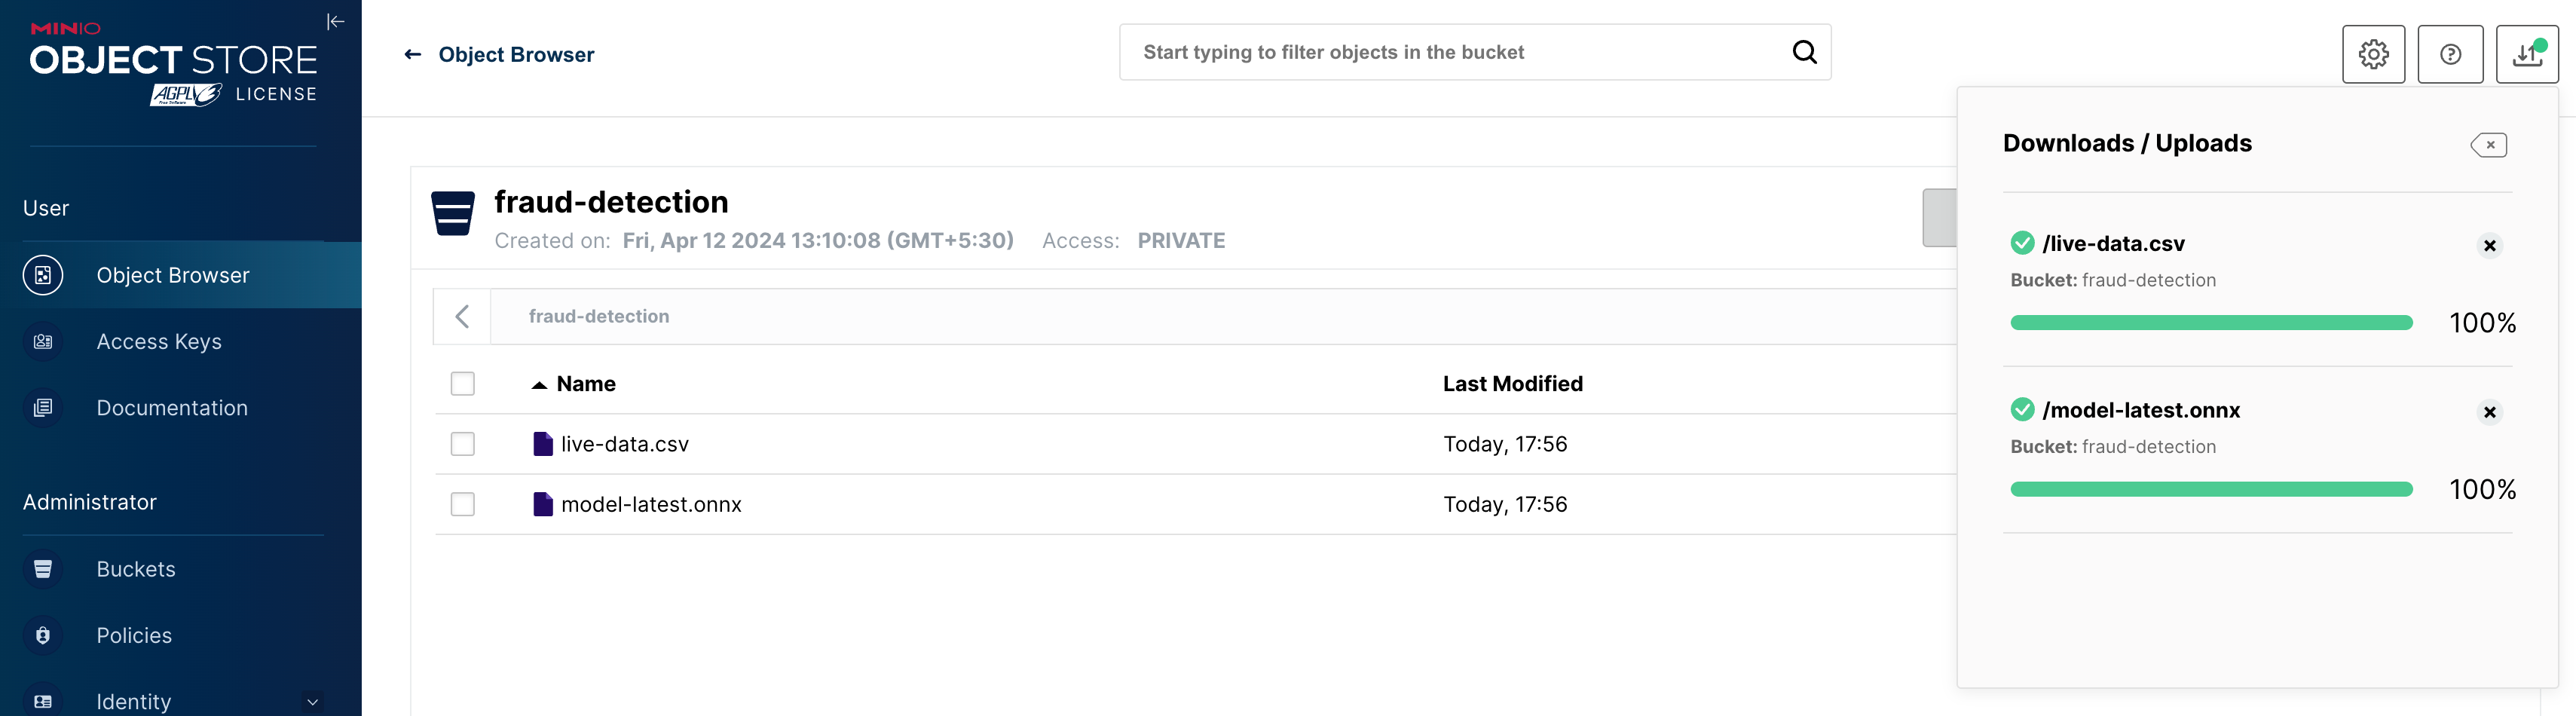 MINIO
OBJECT STORE
AGPLv3 LICENSE
Free Software
User
Object Browser
Access Keys
Documentation
Administrator
Buckets
Policies
Identity
← Object Browser
Start typing to filter objects in the bucket
fraud-detection
Created on: Fri, Apr 12 2024 13:10:08 (GMT+5:30) Access: PRIVATE
fraud-detection
Name Last Modified
live-data.csv Today, 17:56
model-latest.onnx Today, 17:56
Downloads / Uploads
/live-data.csv
Bucket: fraud-detection
100%
/model-latest.onnx
Bucket: fraud-detection
100%